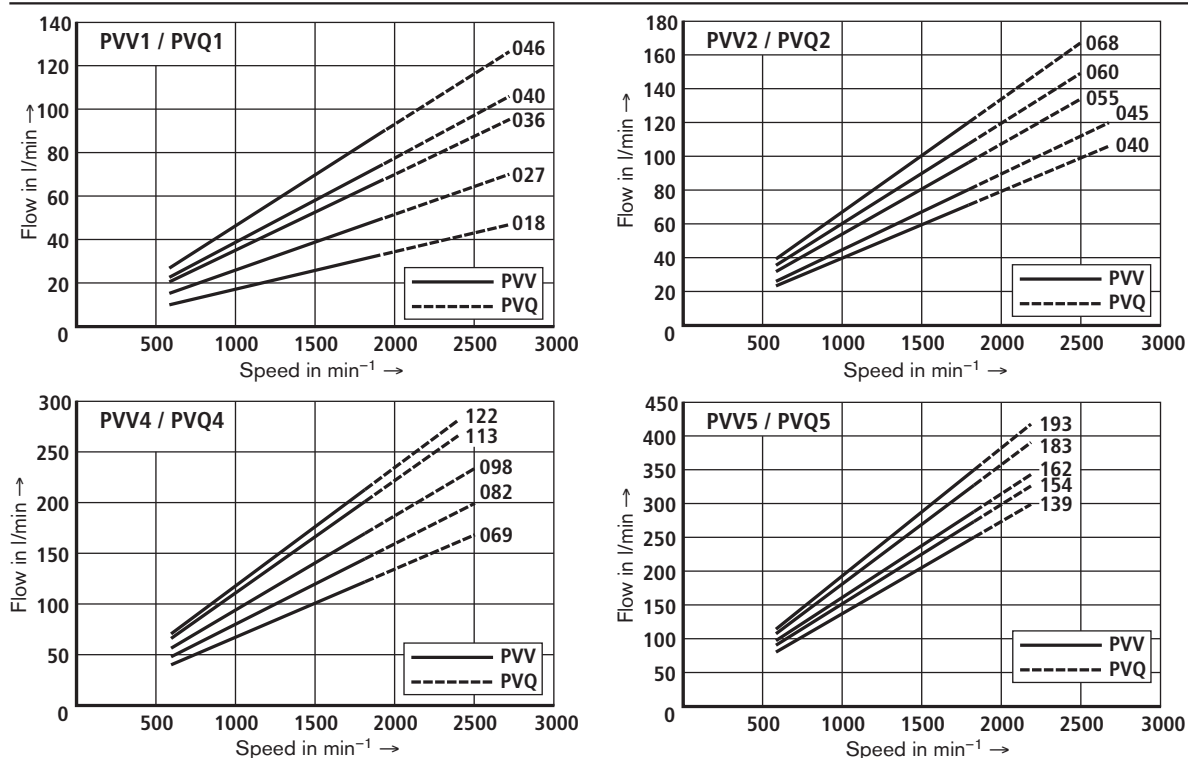 PVV1 / PVQ1
140
120
100
80
60
40
20
0
Flow in l/min →
046
040
036
027
018
PVV
PVQ
500 1000 1500 2000 2500 3000
Speed in min⁻¹ →
PVV2 / PVQ2
180
160
140
120
100
80
60
40
20
0
Flow in l/min →
068
060
055
045
040
PVV
PVQ
500 1000 1500 2000 2500 3000
Speed in min⁻¹ →
PVV4 / PVQ4
300
250
200
150
100
50
0
Flow in l/min →
122
113
098
082
069
PVV
PVQ
500 1000 1500 2000 2500 3000
Speed in min⁻¹ →
PVV5 / PVQ5
450
400
350
300
250
200
150
100
50
0
Flow in l/min →
193
183
162
154
139
PVV
PVQ
500 1000 1500 2000 2500 3000
Speed in min⁻¹ →